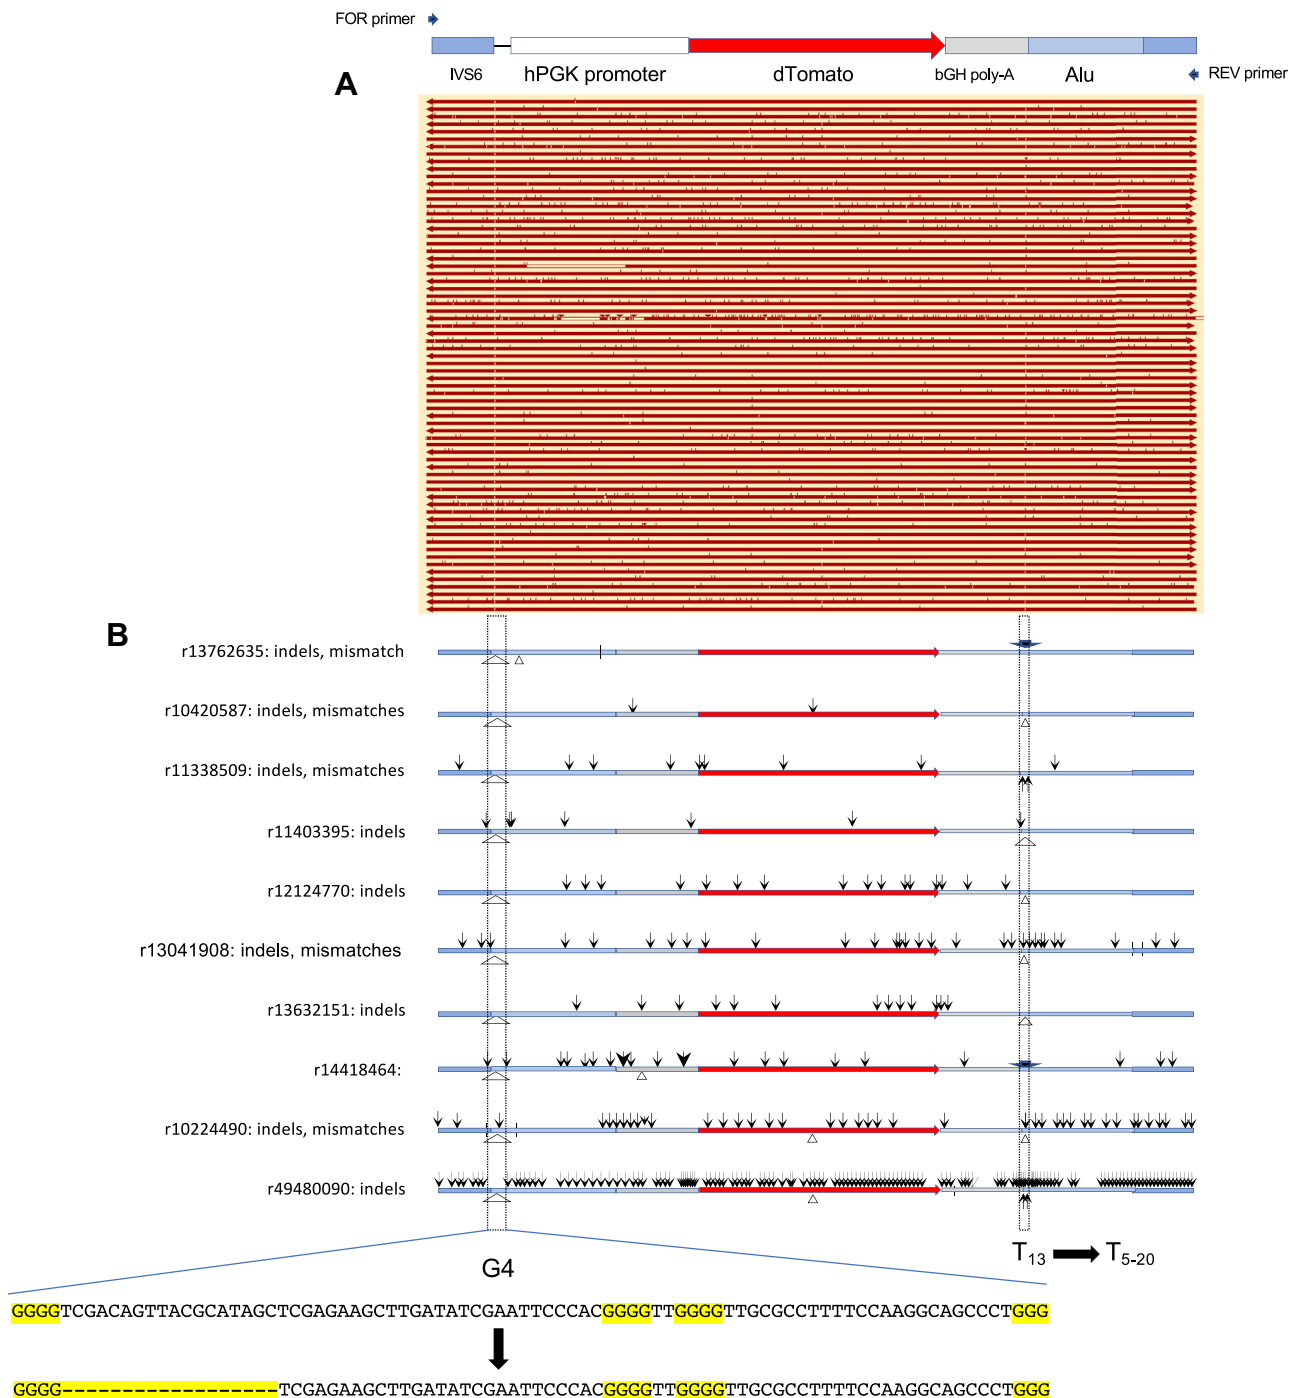 FOR primer
IVS6
hPGK promoter
dTomato
bGH poly-A
Alu
REV primer
A
B
r13762635: indels, mismatch
r10420587: indels, mismatches
r11338509: indels, mismatches
r11403395: indels
r12124770: indels
r13041908: indels, mismatches
r13632151: indels
r14418464:
r10224490: indels, mismatches
r49480090: indels
G4
T13 T5-20
GGGGTCGACAGTTACGCATAGCTCGAGAAGCTTGATATCGAATTCCCACGGGGTTGGGGTTGCGCCTTTTCCAAGGCAGCCCTGGG
GGGG------------------TCGAGAAGCTTGATATCGAATTCCCACGGGGTTGGGGTTGCGCCTTTTCCAAGGCAGCCCTGGG